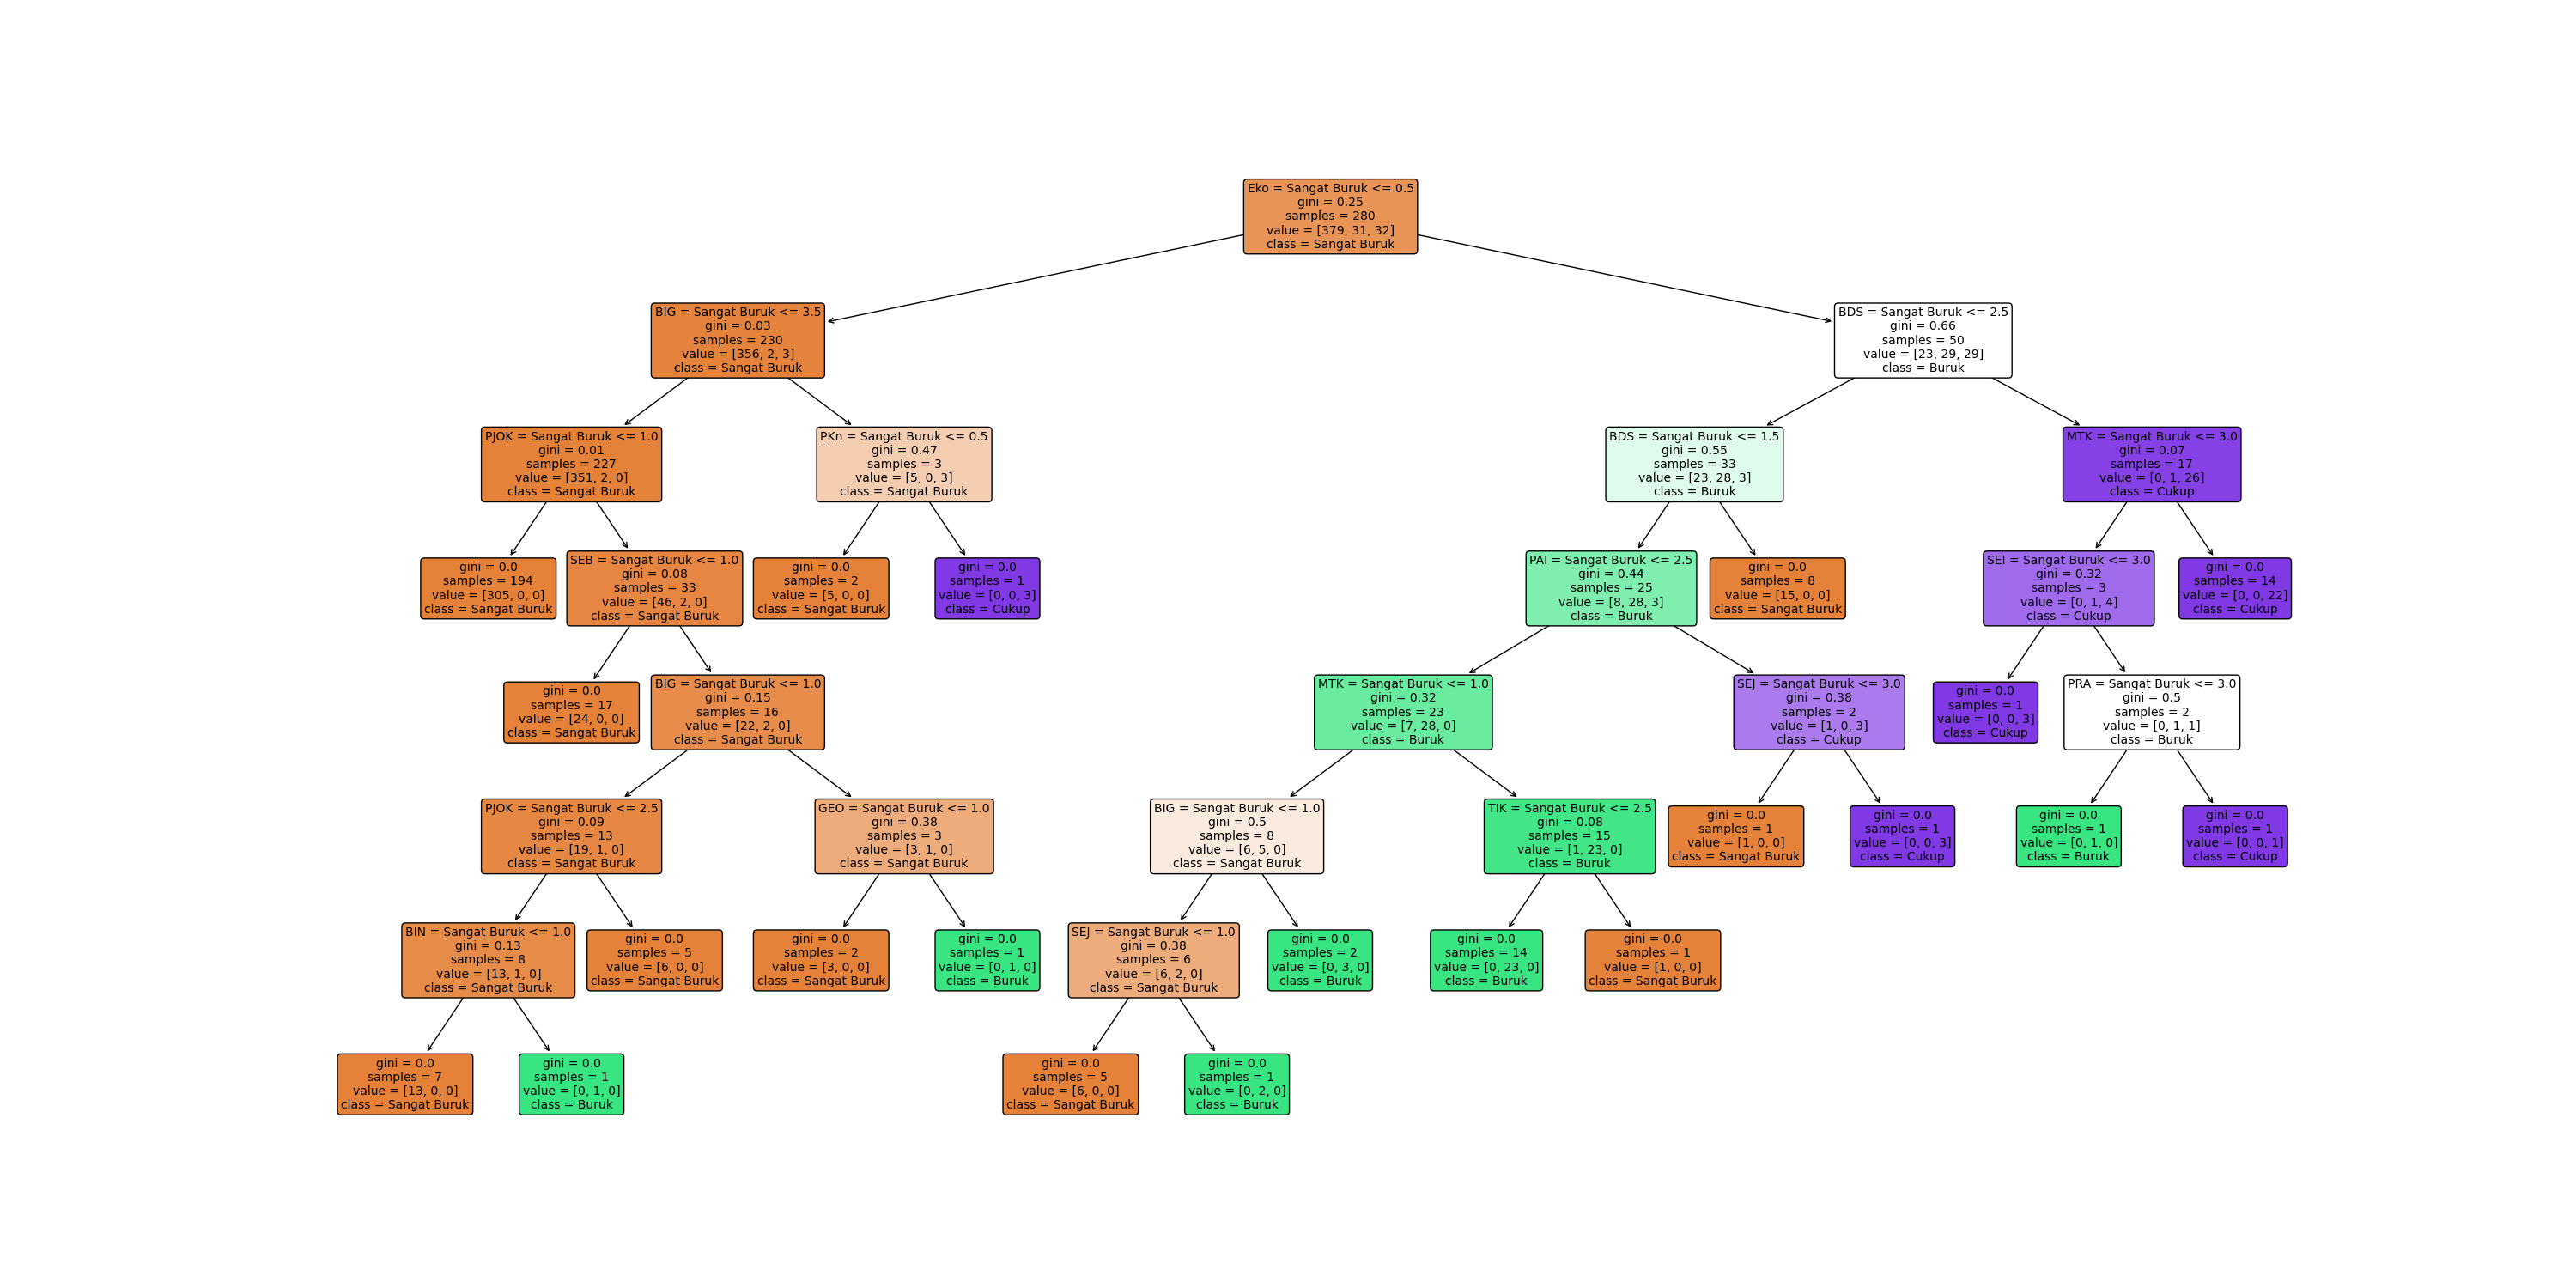 Eko = Sangat Buruk <= 0.5
gini = 0.25
samples = 280
value = [379, 31, 32]
class = Sangat Buruk
BIG = Sangat Buruk <= 3.5
gini = 0.03
samples = 230
value = [356, 2, 3]
class = Sangat Buruk
BDS = Sangat Buruk <= 2.5
gini = 0.66
samples = 50
value = [23, 29, 29]
class = Buruk
PJOK = Sangat Buruk <= 1.0
gini = 0.01
samples = 227
value = [351, 2, 0]
class = Sangat Buruk
PKn = Sangat Buruk <= 0.5
gini = 0.47
samples = 3
value = [5, 0, 3]
class = Sangat Buruk
BDS = Sangat Buruk <= 1.5
gini = 0.55
samples = 33
value = [23, 28, 3]
class = Buruk
MTK = Sangat Buruk <= 3.0
gini = 0.07
samples = 17
value = [0, 1, 26]
class = Cukup
gini = 0.0
samples = 194
value = [305, 0, 0]
class = Sangat Buruk
SEB = Sangat Buruk <= 1.0
gini = 0.08
samples = 33
value = [46, 2, 0]
class = Sangat Buruk
gini = 0.0
samples = 2
value = [5, 0, 0]
class = Sangat Buruk
gini = 0.0
samples = 1
value = [0, 0, 3]
class = Cukup
PAI = Sangat Buruk <= 2.5
gini = 0.44
samples = 25
value = [8, 28, 3]
class = Buruk
gini = 0.0
samples = 8
value = [15, 0, 0]
class = Sangat Buruk
SEI = Sangat Buruk <= 3.0
gini = 0.32
samples = 3
value = [0, 1, 4]
class = Cukup
gini = 0.0
samples = 14
value = [0, 0, 22]
class = Cukup
gini = 0.0
samples = 17
value = [24, 0, 0]
class = Sangat Buruk
BIG = Sangat Buruk <= 1.0
gini = 0.15
samples = 16
value = [22, 2, 0]
class = Sangat Buruk
MTK = Sangat Buruk <= 1.0
gini = 0.32
samples = 23
value = [7, 28, 0]
class = Buruk
SEJ = Sangat Buruk <= 3.0
gini = 0.38
samples = 2
value = [1, 0, 3]
class = Cukup
gini = 0.0
samples = 1
value = [0, 0, 3]
class = Cukup
PRA = Sangat Buruk <= 3.0
gini = 0.5
samples = 2
value = [0, 1, 1]
class = Buruk
PJOK = Sangat Buruk <= 2.5
gini = 0.09
samples = 13
value = [19, 1, 0]
class = Sangat Buruk
GEO = Sangat Buruk <= 1.0
gini = 0.38
samples = 3
value = [3, 1, 0]
class = Sangat Buruk
BIG = Sangat Buruk <= 1.0
gini = 0.5
samples = 8
value = [6, 5, 0]
class = Sangat Buruk
TIK = Sangat Buruk <= 2.5
gini = 0.08
samples = 15
value = [1, 23, 0]
class = Buruk
gini = 0.0
samples = 1
value = [1, 0, 0]
class = Sangat Buruk
gini = 0.0
samples = 1
value = [0, 0, 3]
class = Cukup
gini = 0.0
samples = 1
value = [0, 1, 0]
class = Buruk
gini = 0.0
samples = 1
value = [0, 0, 1]
class = Cukup
BIN = Sangat Buruk <= 1.0
gini = 0.13
samples = 8
value = [13, 1, 0]
class = Sangat Buruk
gini = 0.0
samples = 5
value = [6, 0, 0]
class = Sangat Buruk
gini = 0.0
samples = 2
value = [3, 0, 0]
class = Sangat Buruk
gini = 0.0
samples = 1
value = [0, 1, 0]
class = Buruk
SEJ = Sangat Buruk <= 1.0
gini = 0.38
samples = 6
value = [6, 2, 0]
class = Sangat Buruk
gini = 0.0
samples = 2
value = [0, 3, 0]
class = Buruk
gini = 0.0
samples = 14
value = [0, 23, 0]
class = Buruk
gini = 0.0
samples = 1
value = [1, 0, 0]
class = Sangat Buruk
gini = 0.0
samples = 7
value = [13, 0, 0]
class = Sangat Buruk
gini = 0.0
samples = 1
value = [0, 1, 0]
class = Buruk
gini = 0.0
samples = 5
value = [6, 0, 0]
class = Sangat Buruk
gini = 0.0
samples = 1
value = [0, 2, 0]
class = Buruk